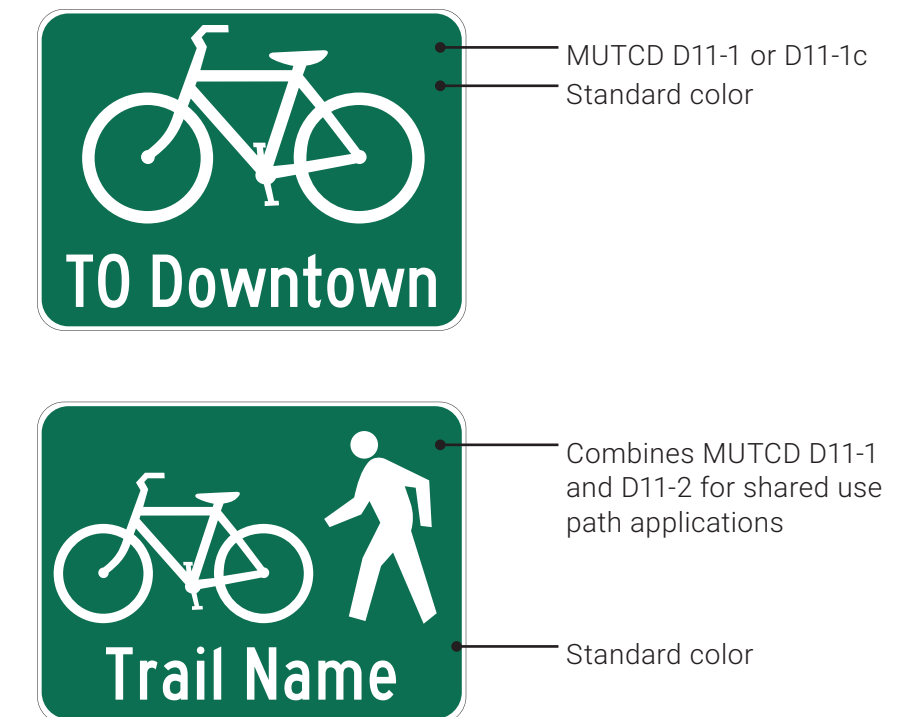 MUTCD D11-1 or D11-1c
Standard color
TO Downtown
Combines MUTCD D11-1
and D11-2 for shared use
path applications
Standard color
Trail Name